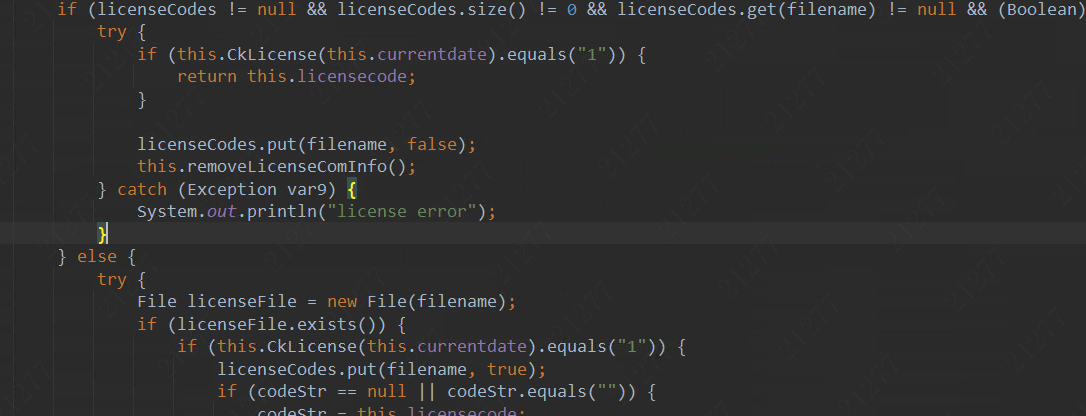 if (licenseCodes != null && licenseCodes.size() != 0 && licenseCodes.get(filename) != null && (Boolean)
try {
if (this.CkLicense(this.currentdate).equals("1")) {
return this.licensecode;
}
licenseCodes.put(filename, false);
this.removeLicenseComInfo();
} catch (Exception var9) {
System.out.println("license error");
}
} else {
try {
File licenseFile = new File(filename);
if (licenseFile.exists()) {
if (this.CkLicense(this.currentdate).equals("1")) {
licenseCodes.put(filename, true);
if (codeStr == null || codeStr.equals("")) {
codeStr = this.licensecode;